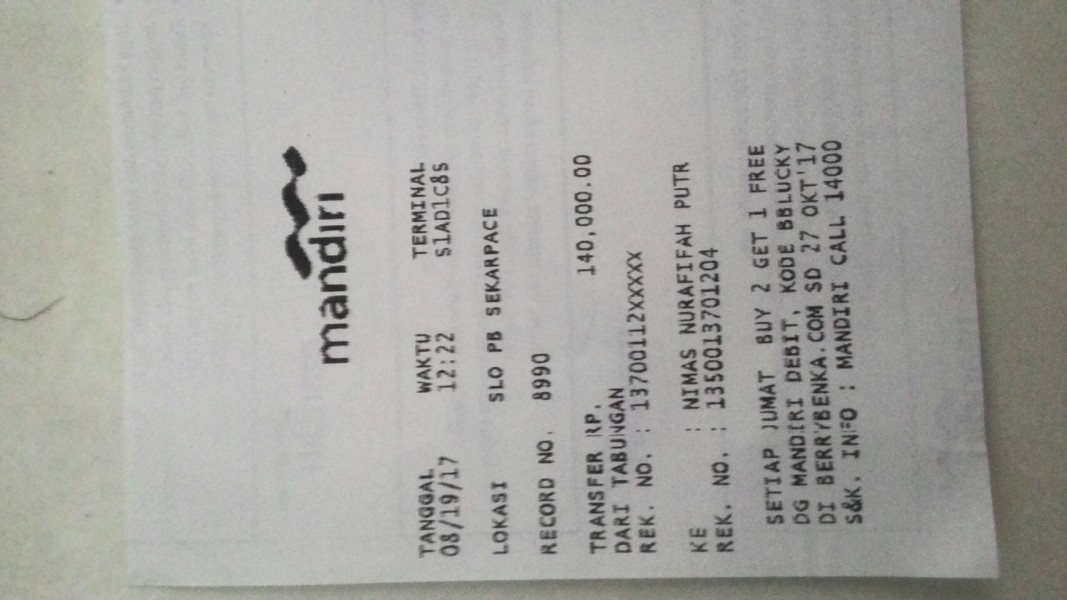 mandiri
TANGGAL WAKTU TERMINAL
08/19/17 12:22 S1AD1C8S
LOKASI SLO PB SEKARPACE
RECORD NO. 8990
TRANSFER RP. 140,000.00
DARI TABUNGAN
REK. NO. : 13700112XXXXX
KE : NIMAS NURAFIFAH PUTR
REK. NO. : 1350013701204
SETIAP JUMAT BUY 2 GET 1 FREE
DG MANDIRI DEBIT, KODE BBLUCKY
DI BERRYBENKA.COM SD 27 OKT'17
S&K. INFO : MANDIRI CALL 14000